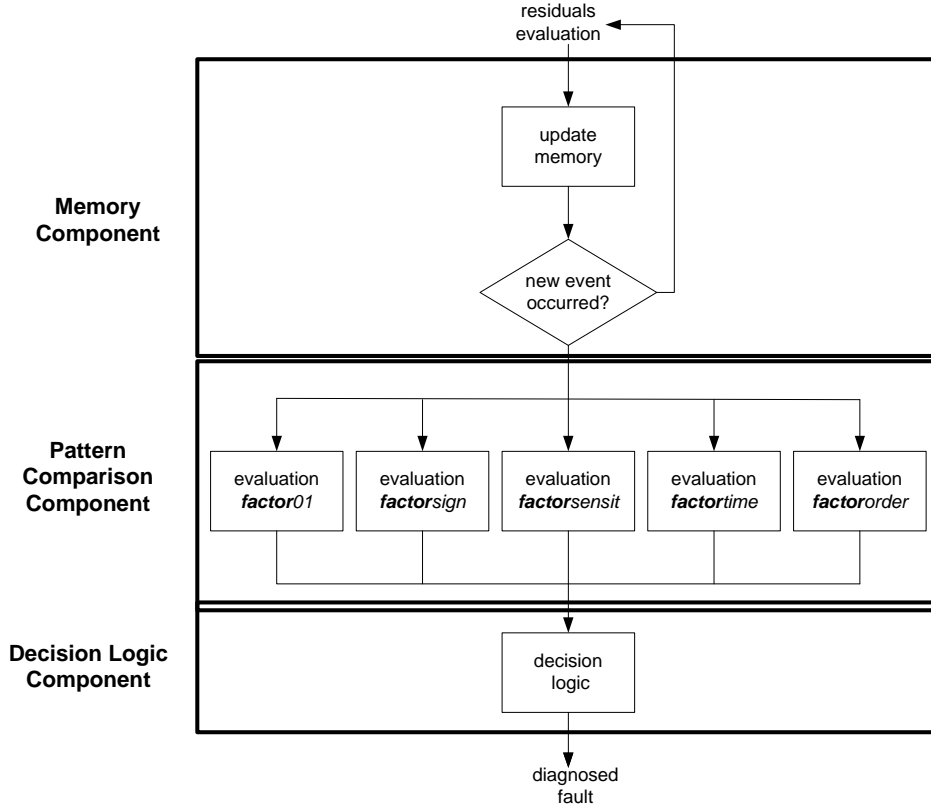 residuals
evaluation
update
memory
Memory
Component
new event
occurred?
Pattern
Comparison
Component
evaluation
factor01
evaluation
factorsign
evaluation
factorsensit
evaluation
factortime
evaluation
factororder
Decision Logic
Component
decision
logic
diagnosed
fault